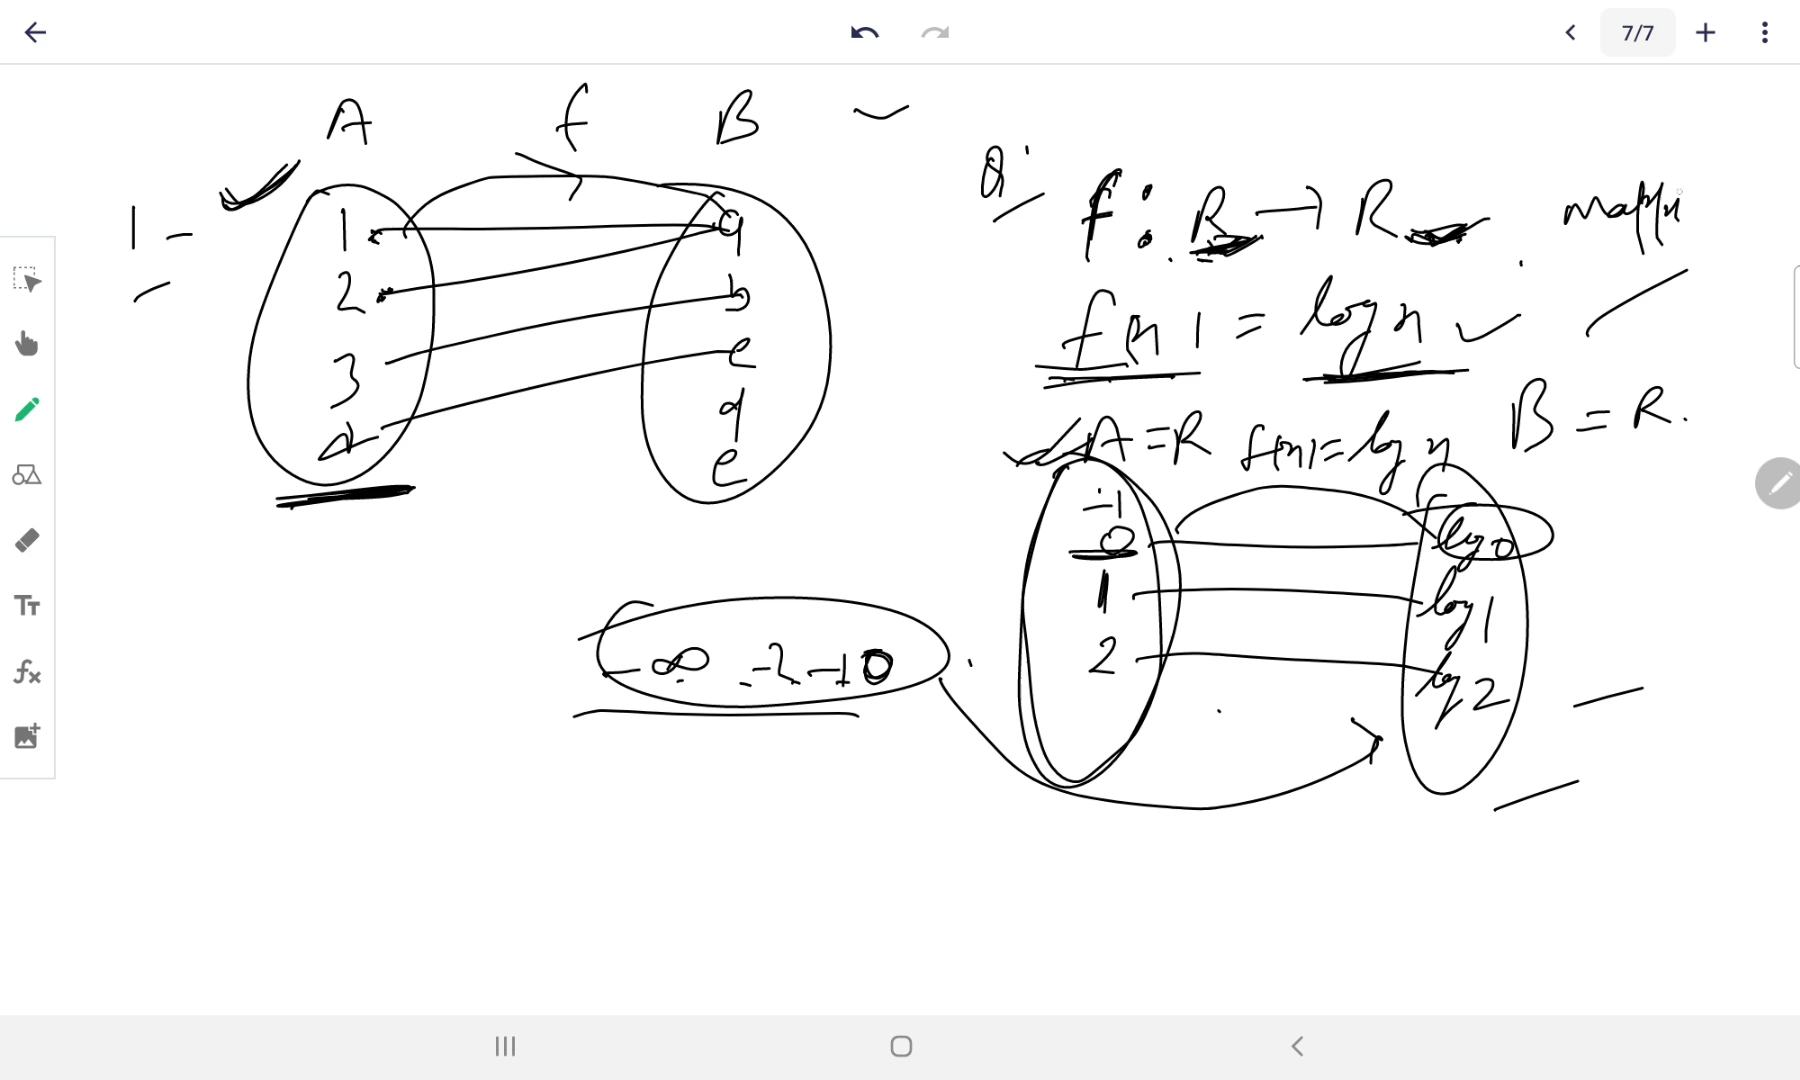 7/7
A f B
1 -
1 a
2 b
3 c
4 d
e
Q:
f : R → R
f(x) = log x
A = R f(x) = log x B = R.
-1
0 log 0
1 log 1
2 log 2
- ∞ -2 -1 0